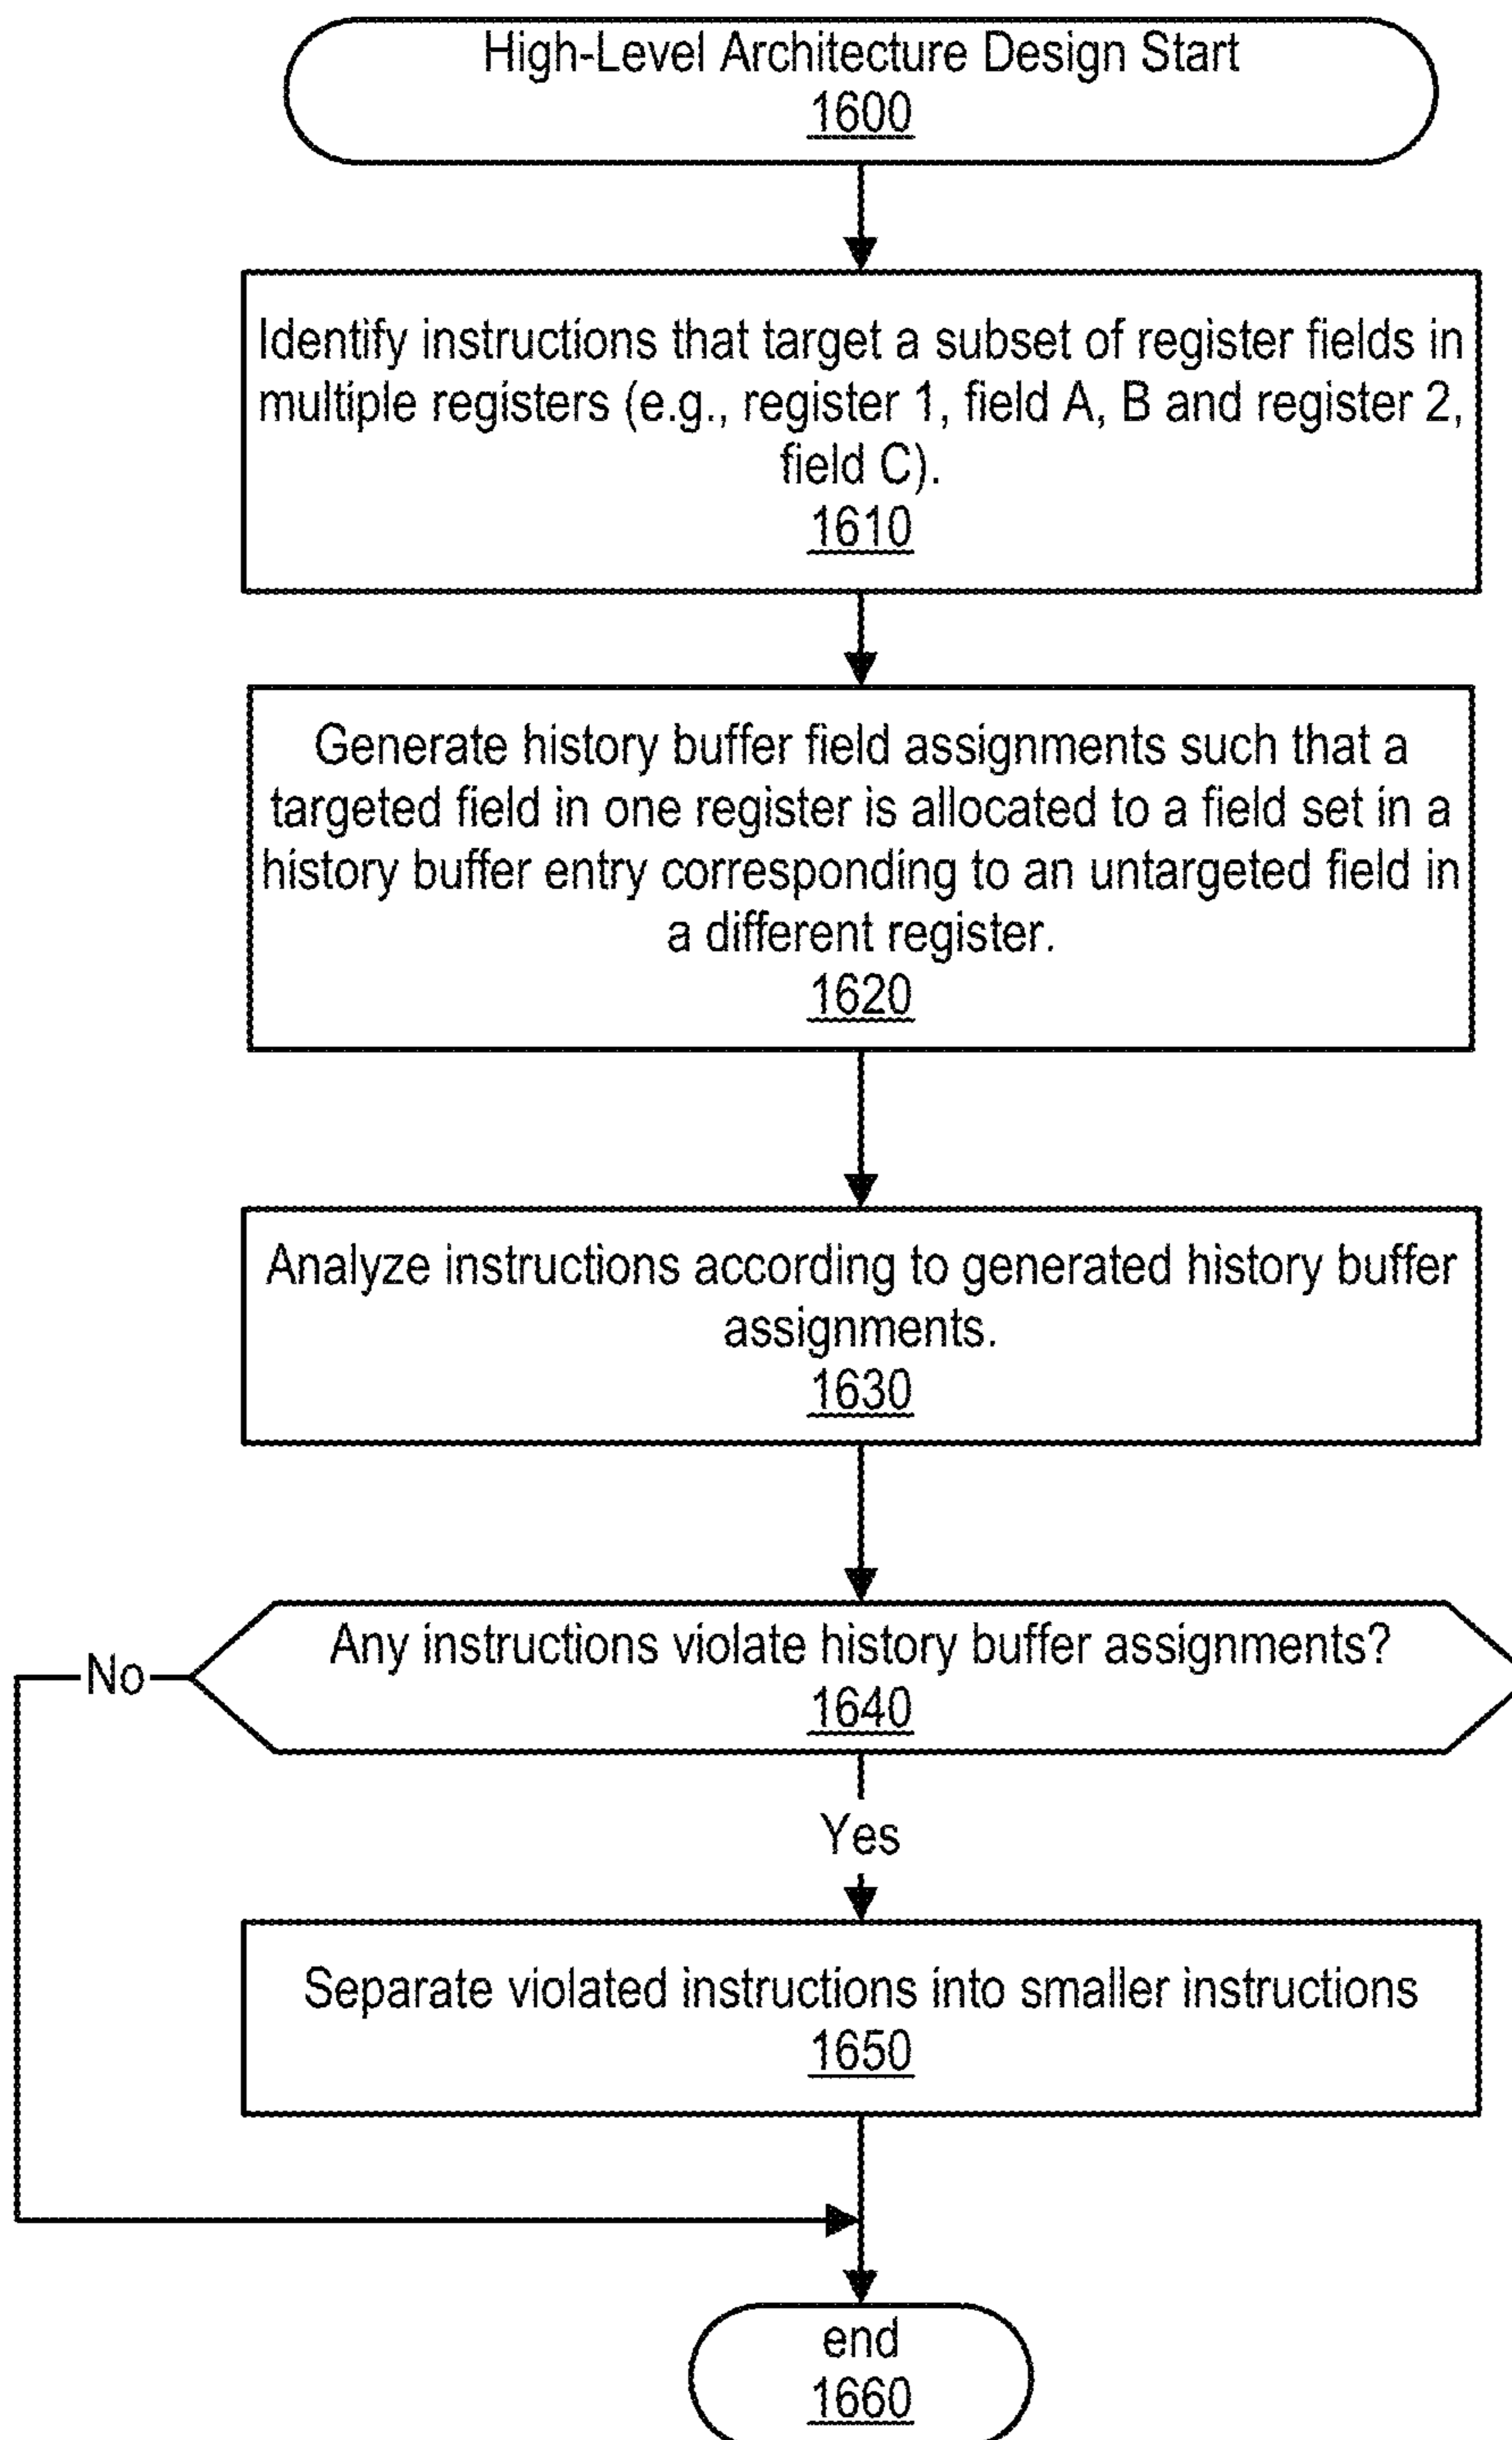 High-Level Architecture Design Start
1600
Identify instructions that target a subset of register fields in
multiple registers (e.g., register 1, field A, B and register 2,
field C).
1610
Generate history buffer field assignments such that a
targeted field in one register is allocated to a field set in a
history buffer entry corresponding to an untargeted field in
a different register.
1620
Analyze instructions according to generated history buffer
assignments.
1630
Any instructions violate history buffer assignments?
1640
No
Yes
Separate violated instructions into smaller instructions
1650
end
1660